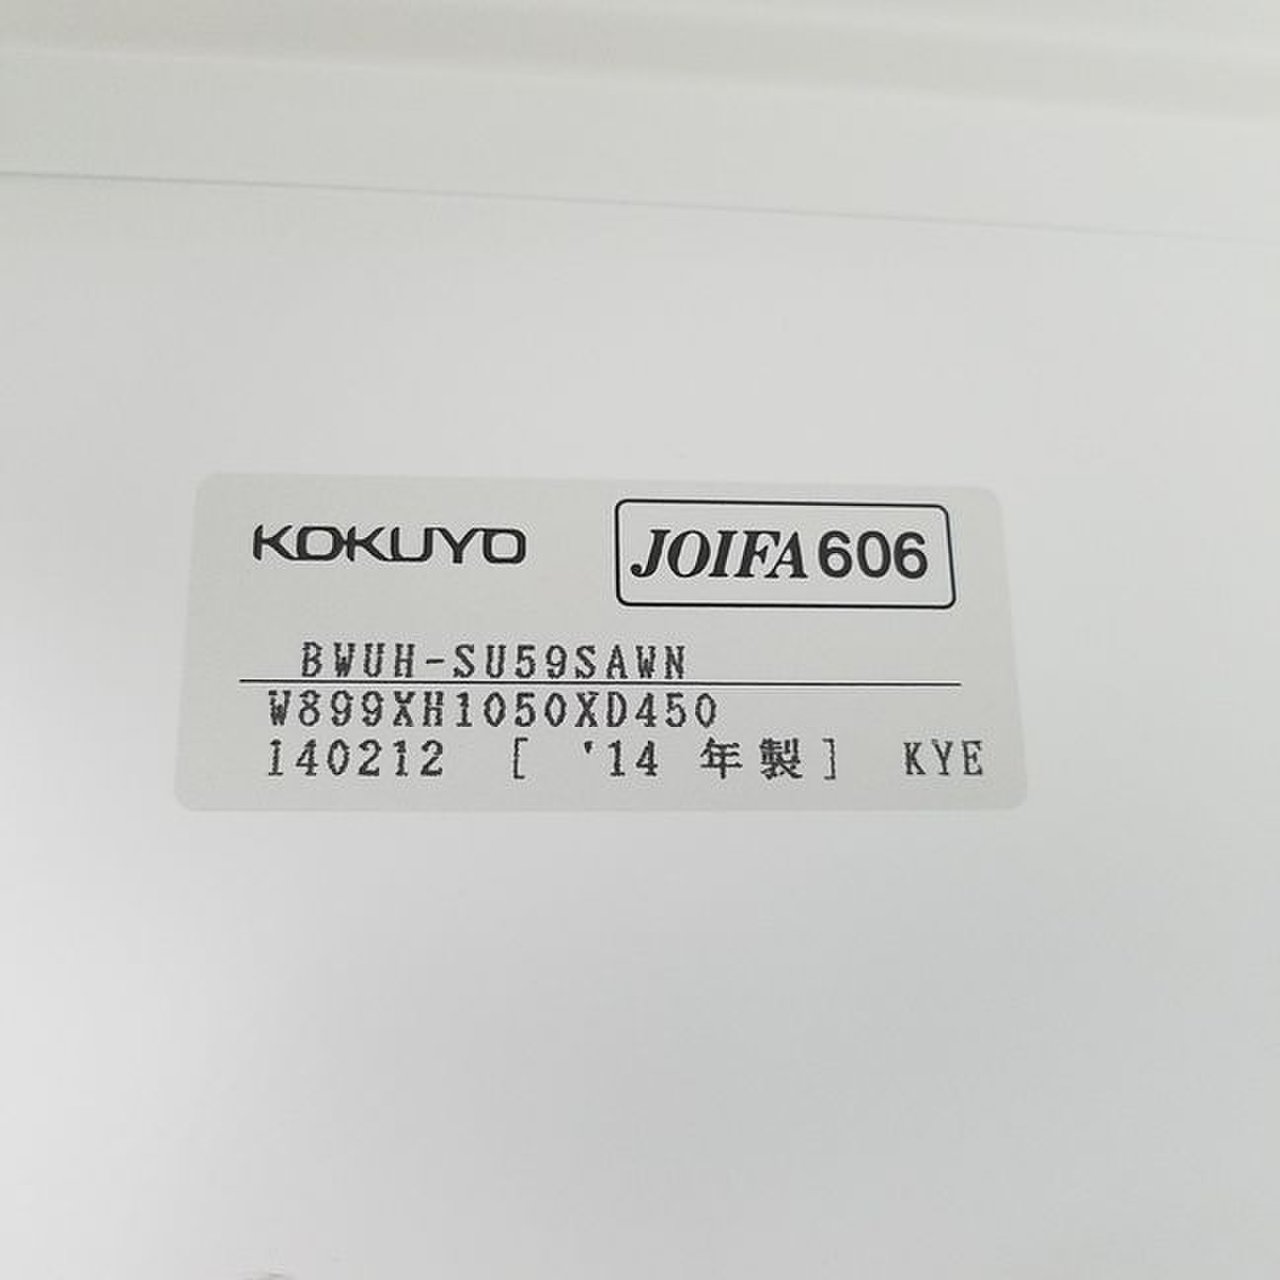 KOKUYO JOIFA606
BWUH-SU59SAWN
W899XH1050XD450
140212 [ '14 年製] KYE